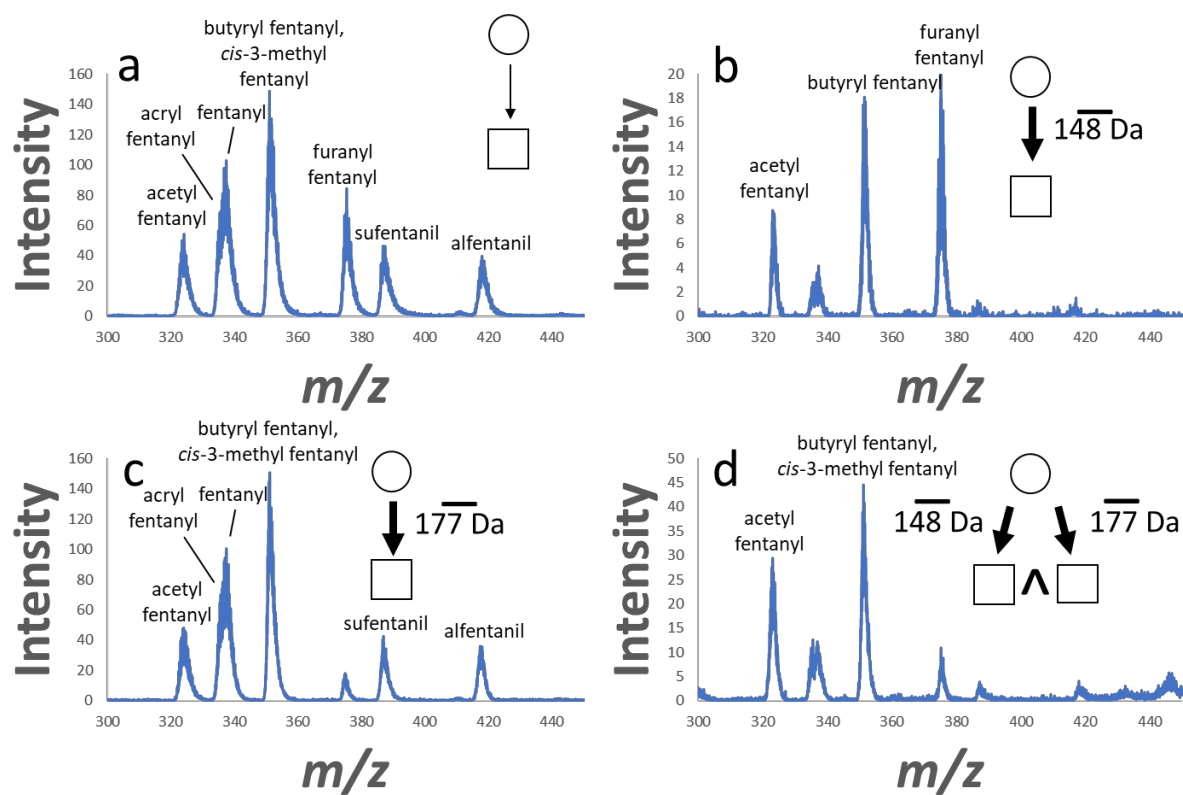 a
butyryl fentanyl,
cis-3-methyl
fentanyl
acryl
fentanyl
fentanyl
acetyl
fentanyl
furanyl
fentanyl
sufentanil
alfentanil
Intensity
160
140
120
100
80
60
40
20
0
300 320 340 360 380 400 420 440
m/z
b
furanyl
fentanyl
butyryl fentanyl
148 Da
acetyl
fentanyl
Intensity
20
18
16
14
12
10
8
6
4
2
0
300 320 340 360 380 400 420 440
m/z
c
butyryl fentanyl,
cis-3-methyl fentanyl
acryl
fentanyl
fentanyl
177 Da
acetyl
fentanyl
sufentanil
alfentanil
Intensity
160
140
120
100
80
60
40
20
0
300 320 340 360 380 400 420 440
m/z
d
butyryl fentanyl,
cis-3-methyl fentanyl
148 Da
177 Da
acetyl
fentanyl
Λ
Intensity
50
45
40
35
30
25
20
15
10
5
0
300 320 340 360 380 400 420 440
m/z